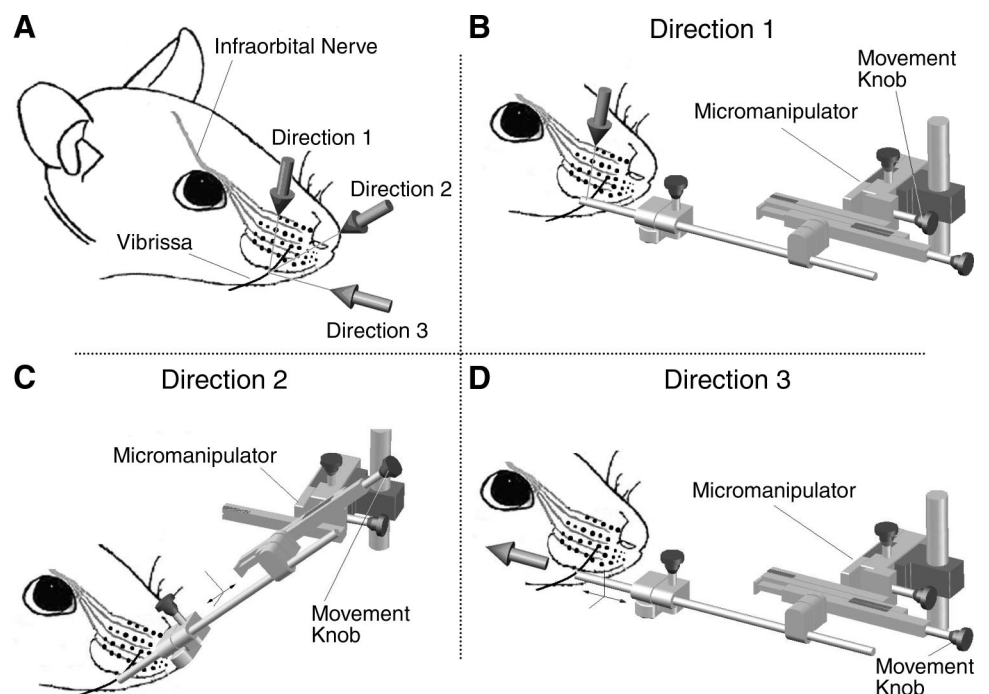 A
Infraorbital Nerve
Direction 1
Direction 2
Vibrissa
Direction 3
B
Direction 1
Movement
Knob
Micromanipulator
C
Direction 2
Micromanipulator
Movement
Knob
D
Direction 3
Micromanipulator
Movement
Knob